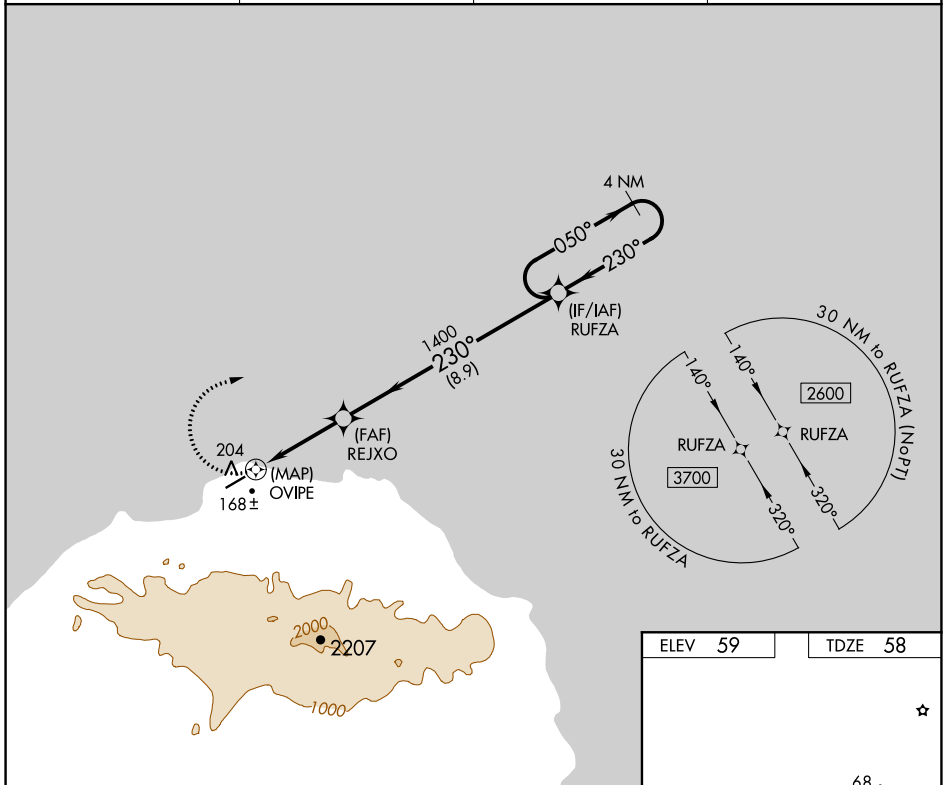 4 NM
050°
230°
(IF/IAF)
RUFZA
1400
230°
(8.9)
(FAF)
REJXO
204
(MAP)
OVIPE
168±
30 NM to RUFZA (NoPT)
140°
2600
RUFZA
320°
140°
RUFZA
3700
320°
30 NM to RUFZA
2000
2207
1000
ELEV 59
TDZE 58
68